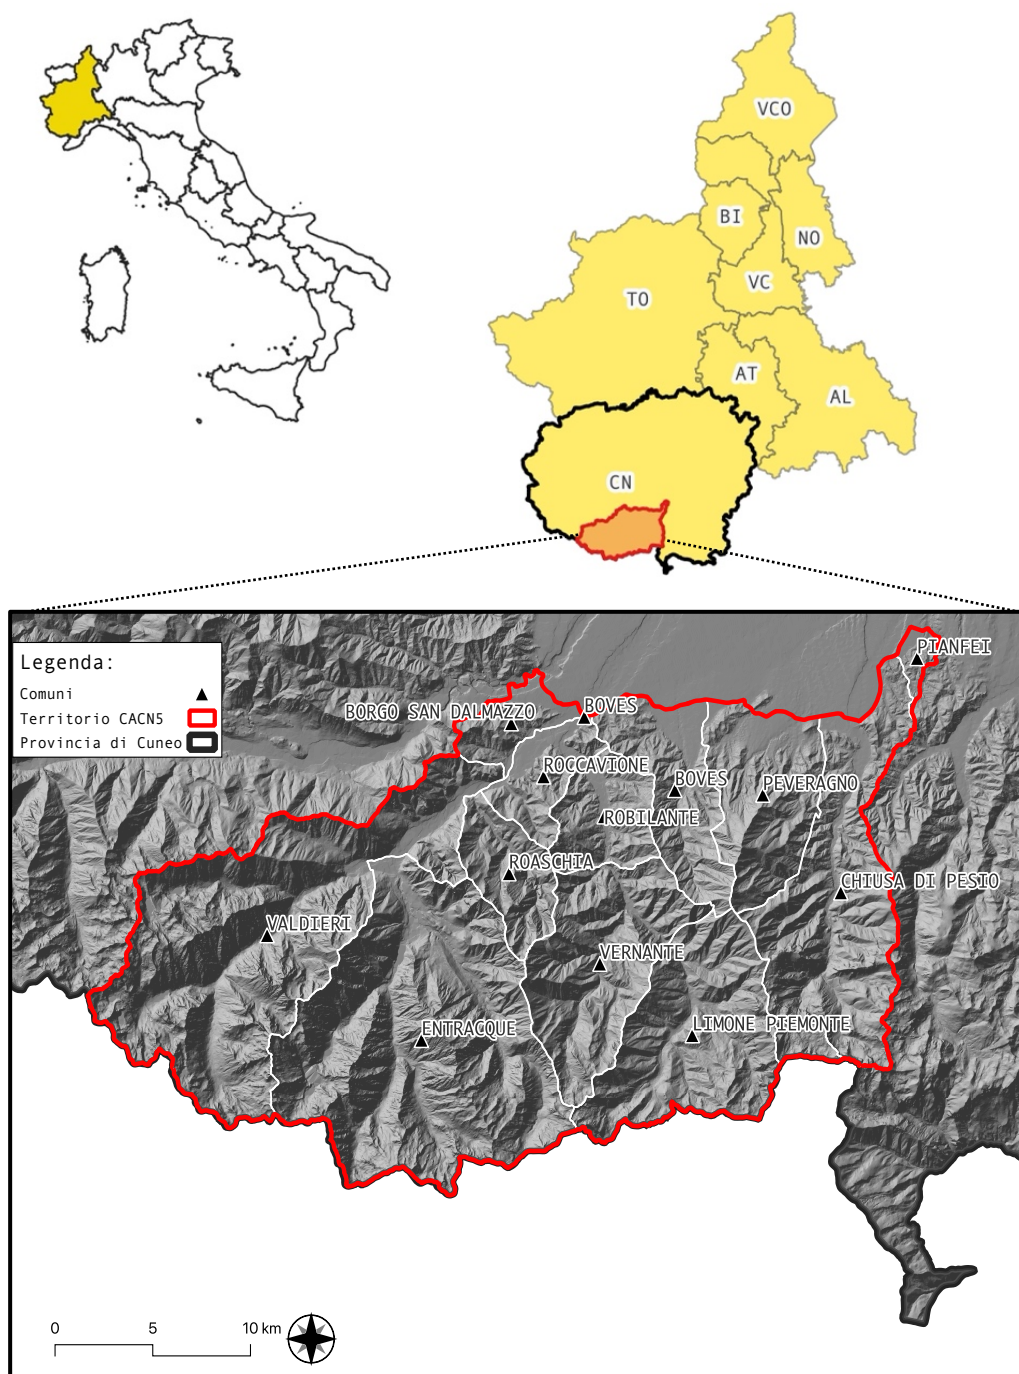 VCO
BI
NO
VC
TO
AT
AL
CN
Legenda:
Comuni
Territorio CACN5
Provincia di Cuneo
PIANFEI
BORGO SAN DALMAZZO
BOVES
ROCCAVIONE
BOVES
PEVERAGNO
ROBILANTE
ROASCHIA
CHIUSA DI PESIO
VALDIERI
VERNANTE
ENTRACQUE
LIMONE PIEMONTE
0 5 10 km